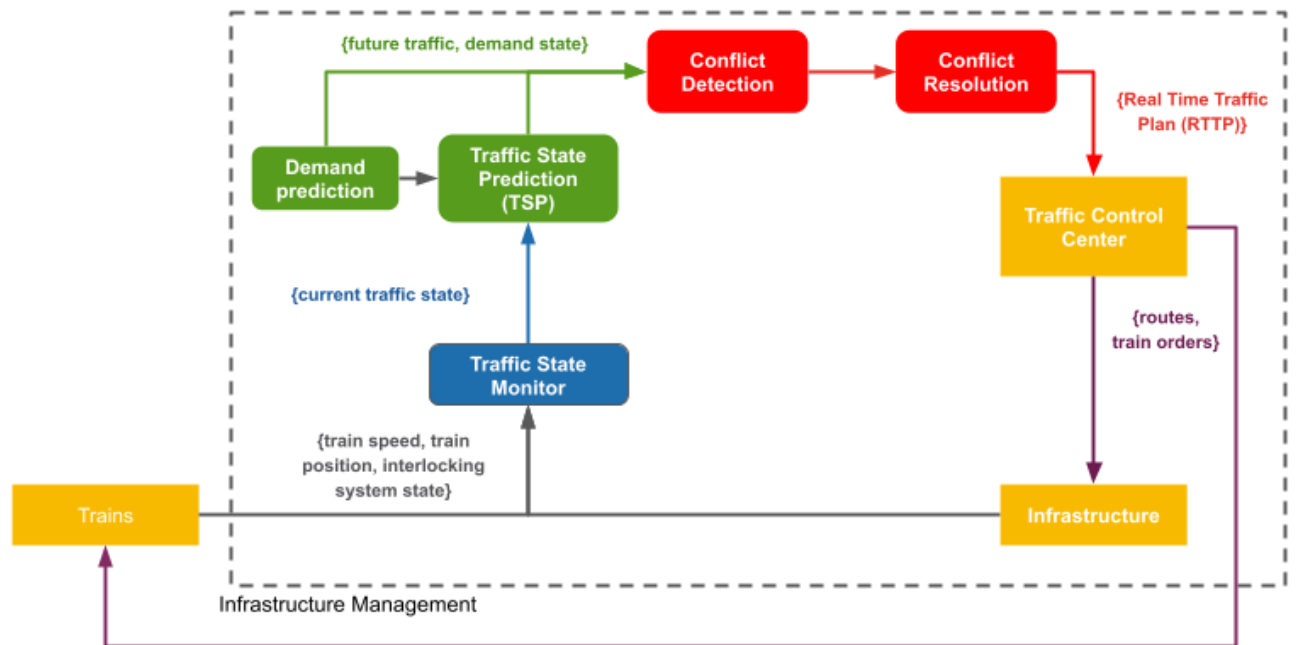 {future traffic, demand state}
Conflict
Detection
Conflict
Resolution
{Real Time Traffic
Plan (RTTP)}
Demand
prediction
Traffic State
Prediction
(TSP)
Traffic Control
Center
{current traffic state}
{routes,
train orders}
Traffic State
Monitor
{train speed, train
position, interlocking
system state}
Trains
Infrastructure
Infrastructure Management